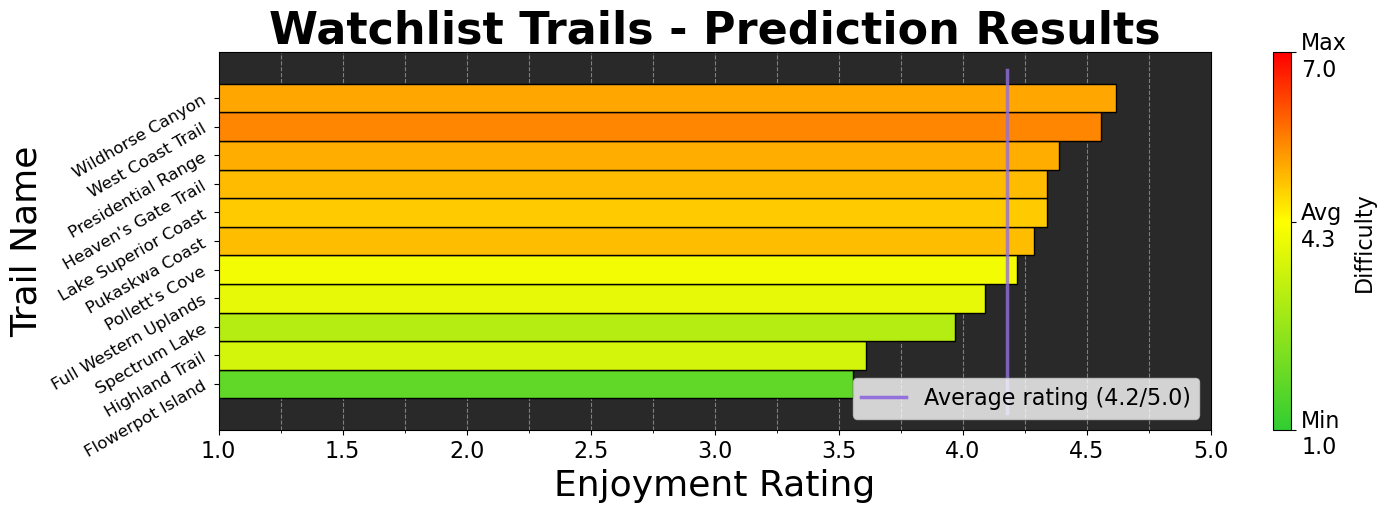 Watchlist Trails - Prediction Results
Trail Name
Wildhorse Canyon
West Coast Trail
Presidential Range
Heaven's Gate Trail
Lake Superior Coast
Pukaskwa Coast
Pollett's Cove
Full Western Uplands
Spectrum Lake
Highland Trail
Flowerpot Island
Average rating (4.2/5.0)
1.0 1.5 2.0 2.5 3.0 3.5 4.0 4.5 5.0
Enjoyment Rating
Max
7.0
Avg
4.3
Min
1.0
Difficulty